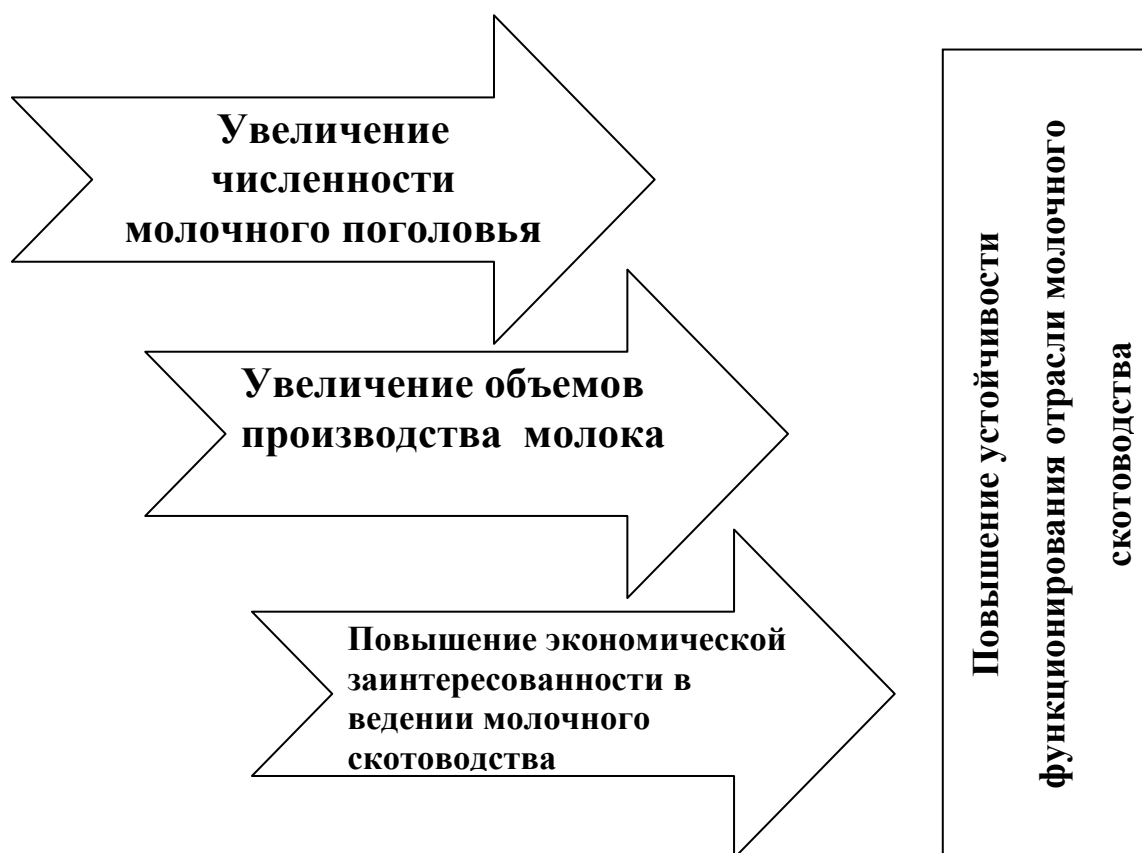 Увеличение
численности
молочного поголовья
Увеличение объемов
производства молока
Повышение экономической
заинтересованности в
ведении молочного
скотоводства
Повышение устойчивости
функционирования отрасли молочного
скотоводства